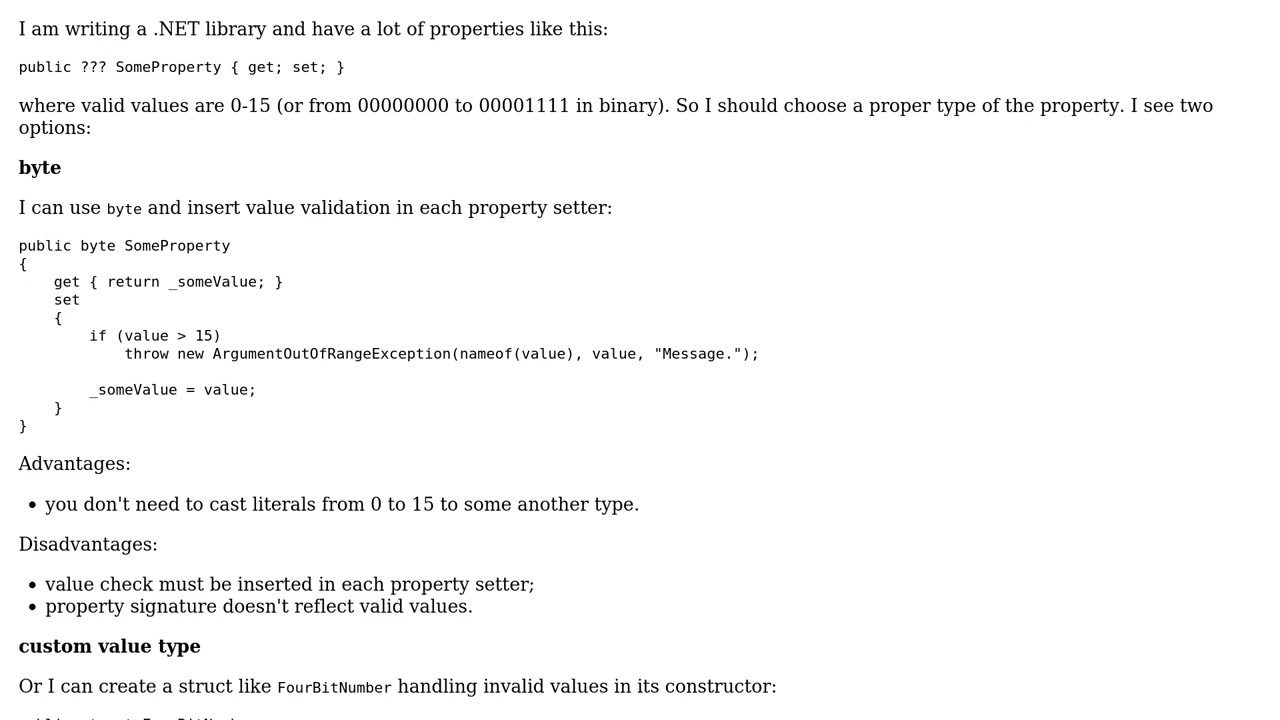 I am writing a .NET library and have a lot of properties like this:
public ??? SomeProperty { get; set; }
where valid values are 0-15 (or from 00000000 to 00001111 in binary). So I should choose a proper type of the property. I see two
options:
byte
I can use byte and insert value validation in each property setter:
public byte SomeProperty
{
    get { return _someValue; }
    set
    {
        if (value > 15)
            throw new ArgumentOutOfRangeException(nameof(value), value, "Message.");

        _someValue = value;
    }
}
Advantages:
• you don't need to cast literals from 0 to 15 to some another type.
Disadvantages:
• value check must be inserted in each property setter;
• property signature doesn't reflect valid values.
custom value type
Or I can create a struct like FourBitNumber handling invalid values in its constructor: